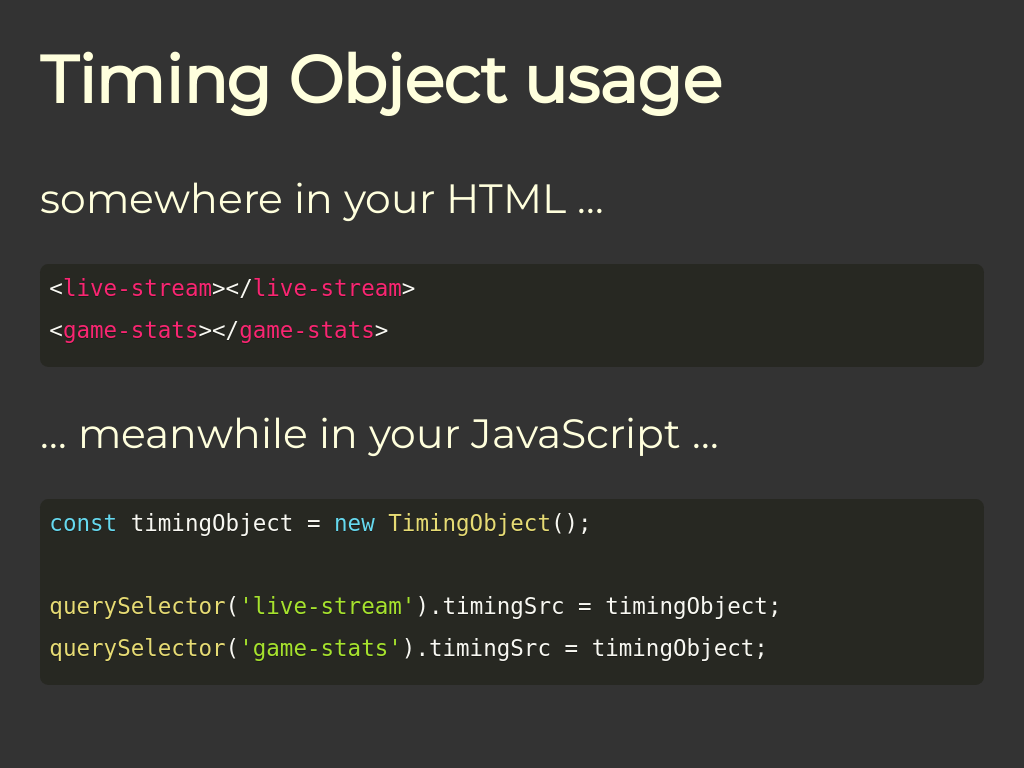 Timing Object usage
somewhere in your HTML ...
<live-stream></live-stream>
<game-stats></game-stats>
... meanwhile in your JavaScript ...
const timingObject = new TimingObject();
querySelector('live-stream').timingSrc = timingObject;
querySelector('game-stats').timingSrc = timingObject;